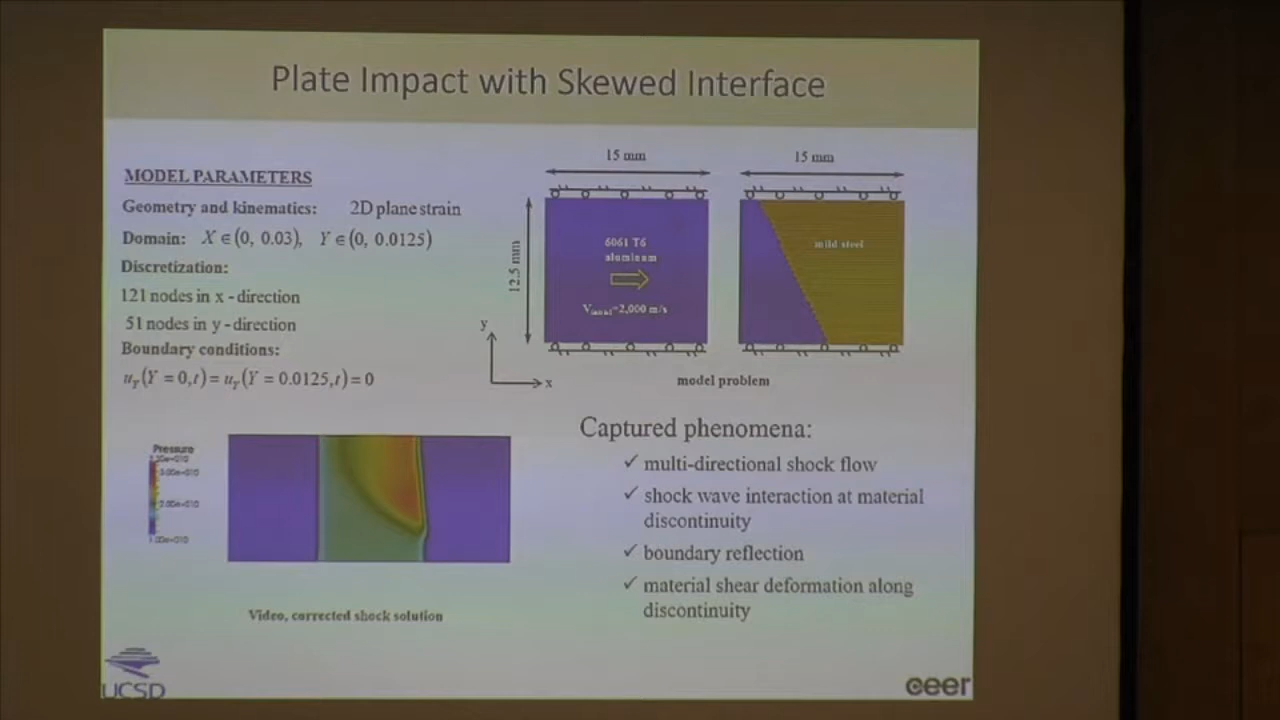 Plate Impact with Skewed Interface
MODEL PARAMETERS
Geometry and kinematics: 2D plane strain
Domain: X ∈ (0, 0.03), Y ∈ (0, 0.0125)
Discretization:
121 nodes in x - direction
51 nodes in y - direction
Boundary conditions:
u_Y(Y = 0,t) = u_Y(Y = 0.0125,t) = 0
15 mm
15 mm
12.5 mm
6061 T6
aluminum
=2,000 m/s
mild steel
y
x
model problem
Pressure
Video, corrected shock solution
Captured phenomena:
✓ multi-directional shock flow
✓ shock wave interaction at material
discontinuity
✓ boundary reflection
✓ material shear deformation along
discontinuity
UCSD
ceer